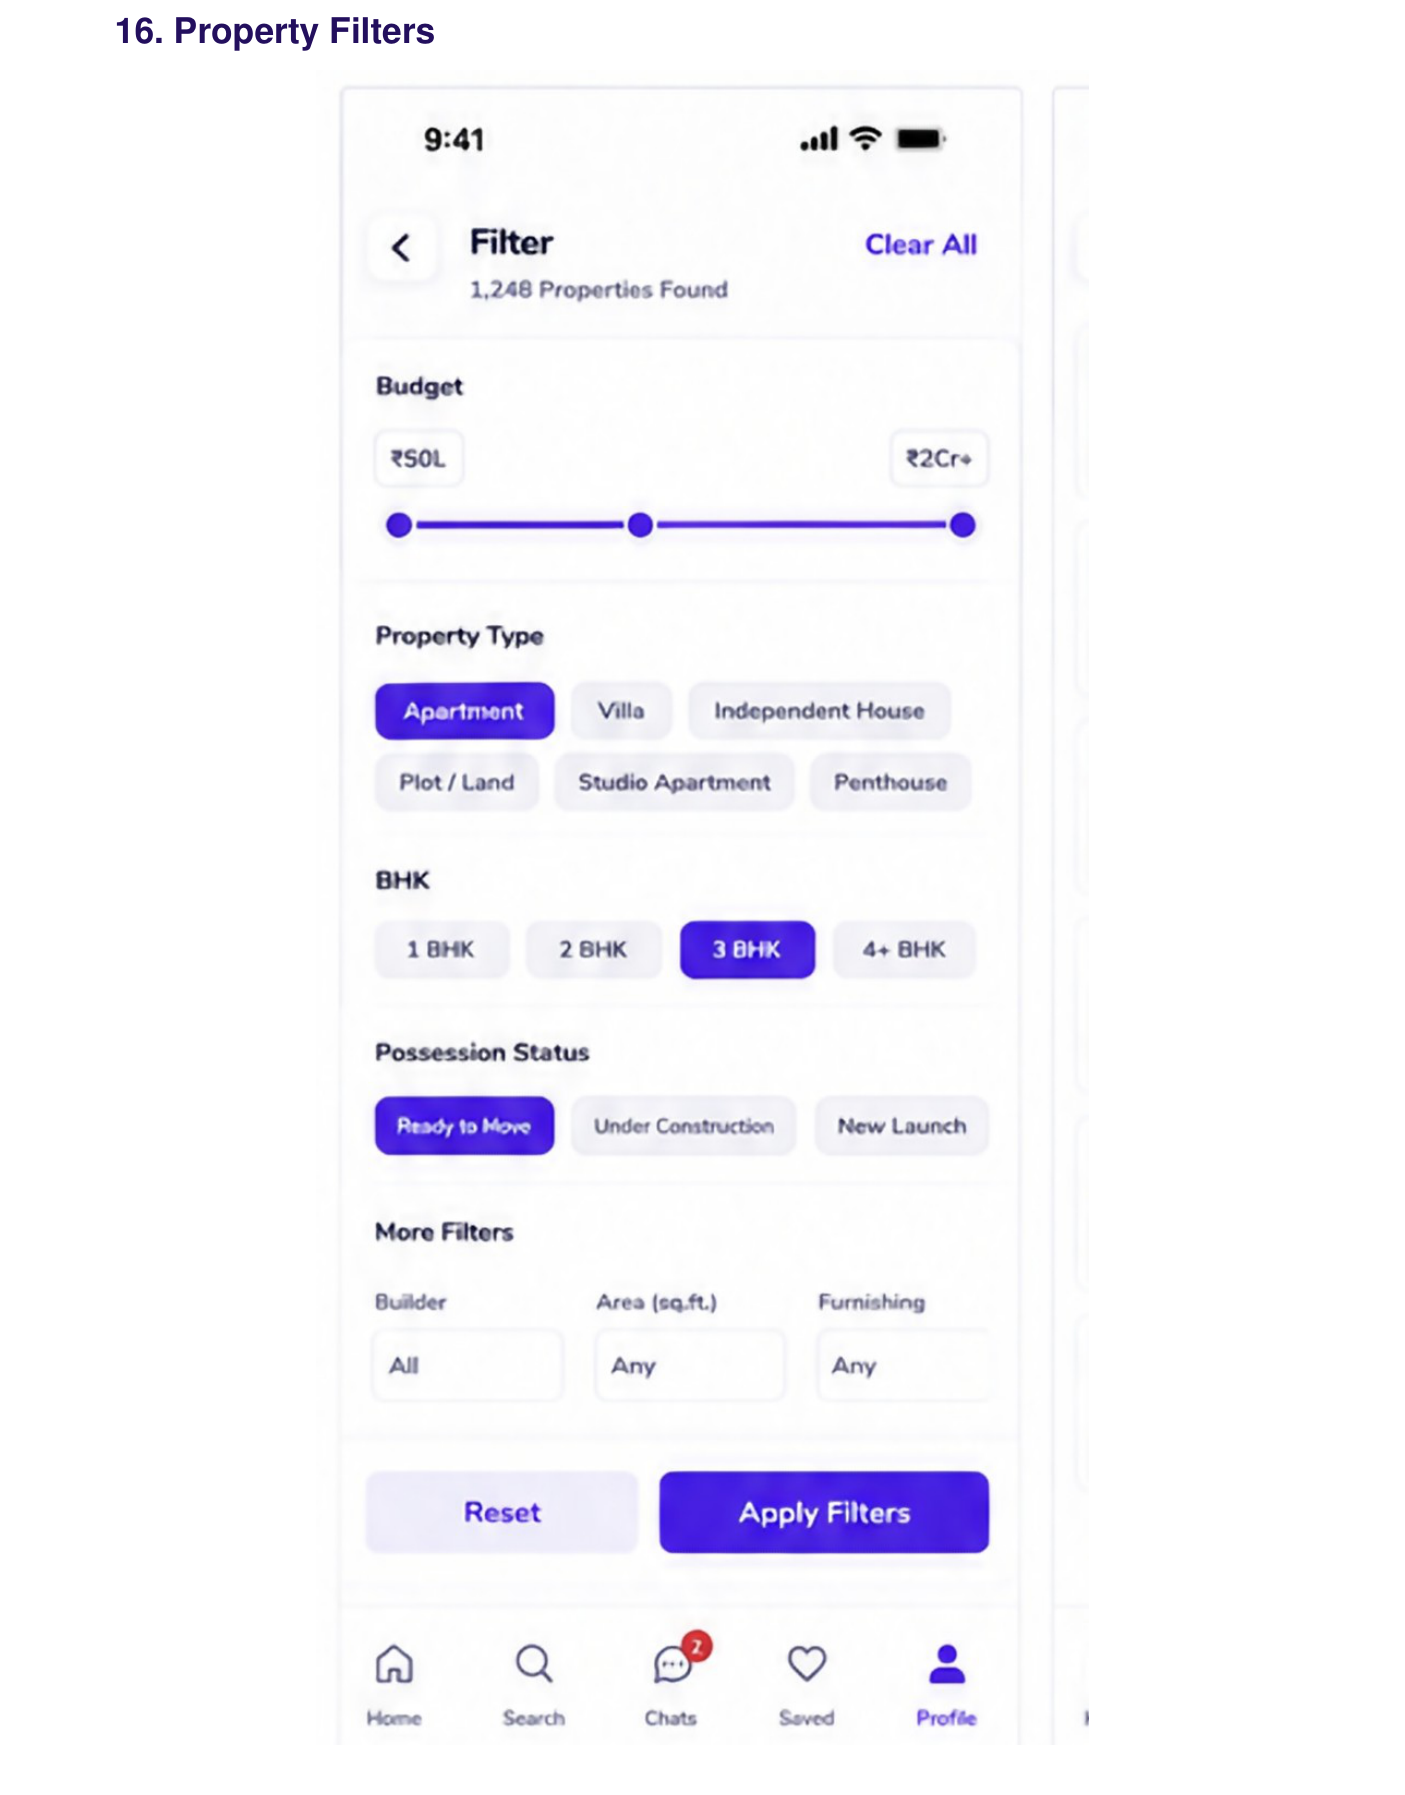 16. Property Filters
9:41
Filter
Clear All
1,248 Properties Found
Budget
₹50L
₹2Cr+
Property Type
Apartment
Villa
Independent House
Plot / Land
Studio Apartment
Penthouse
BHK
1 BHK
2 BHK
3 BHK
4+ BHK
Possession Status
Ready to Move
Under Construction
New Launch
More Filters
Builder
Area (sq.ft.)
Furnishing
All
Any
Any
Reset
Apply Filters
2
Home
Search
Chats
Saved
Profile